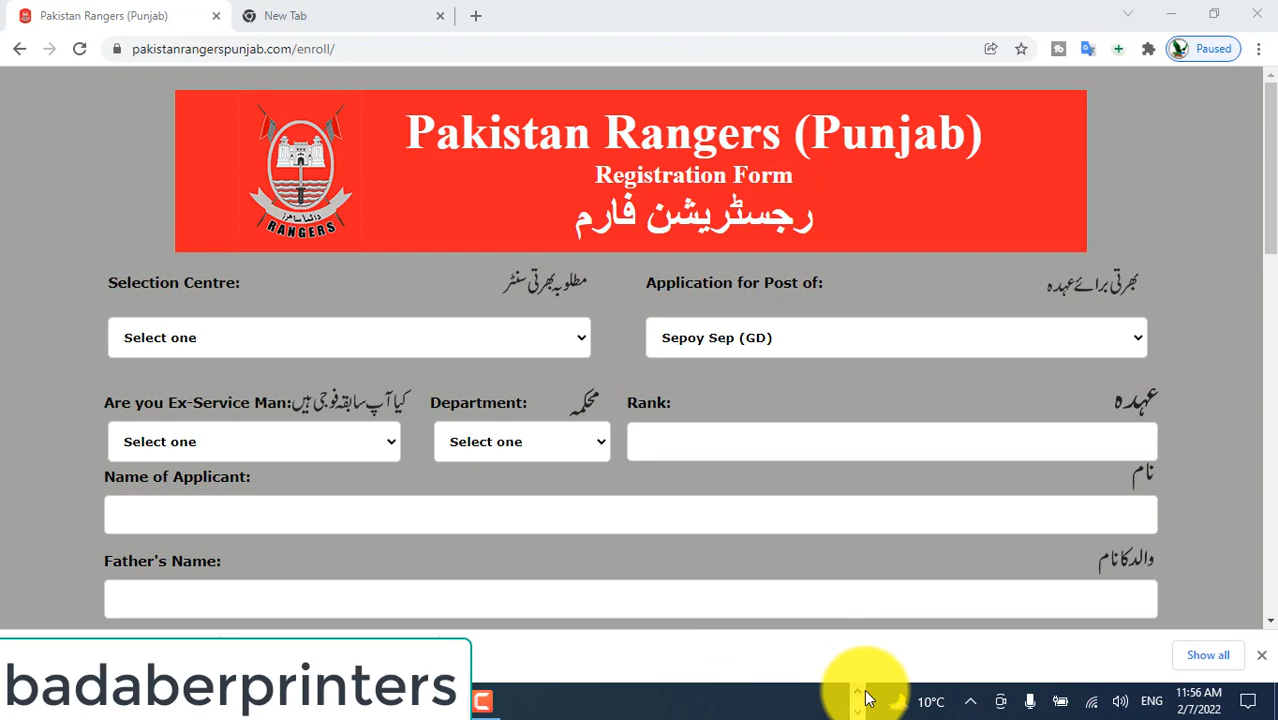 Pakistan Rangers (Punjab)
New Tab
pakistanrangerspunjab.com/enroll/
Paused
Pakistan Rangers (Punjab)
Registration Form
رجسٹریشن فارم
RANGERS
Selection Centre:
مطلوبہ بھرتی سنٹر
Application for Post of:
بھرتی برائے عہدہ
Select one
Sepoy Sep (GD)
Are you Ex-Service Man:
کیا آپ سابقہ فوجی ہیں
Department:
محکمہ
Rank:
عہدہ
Select one
Select one
Name of Applicant:
نام
Father's Name:
والد کا نام
Show all
badaberprinters
10°C
ENG
11:56 AM
2/7/2022